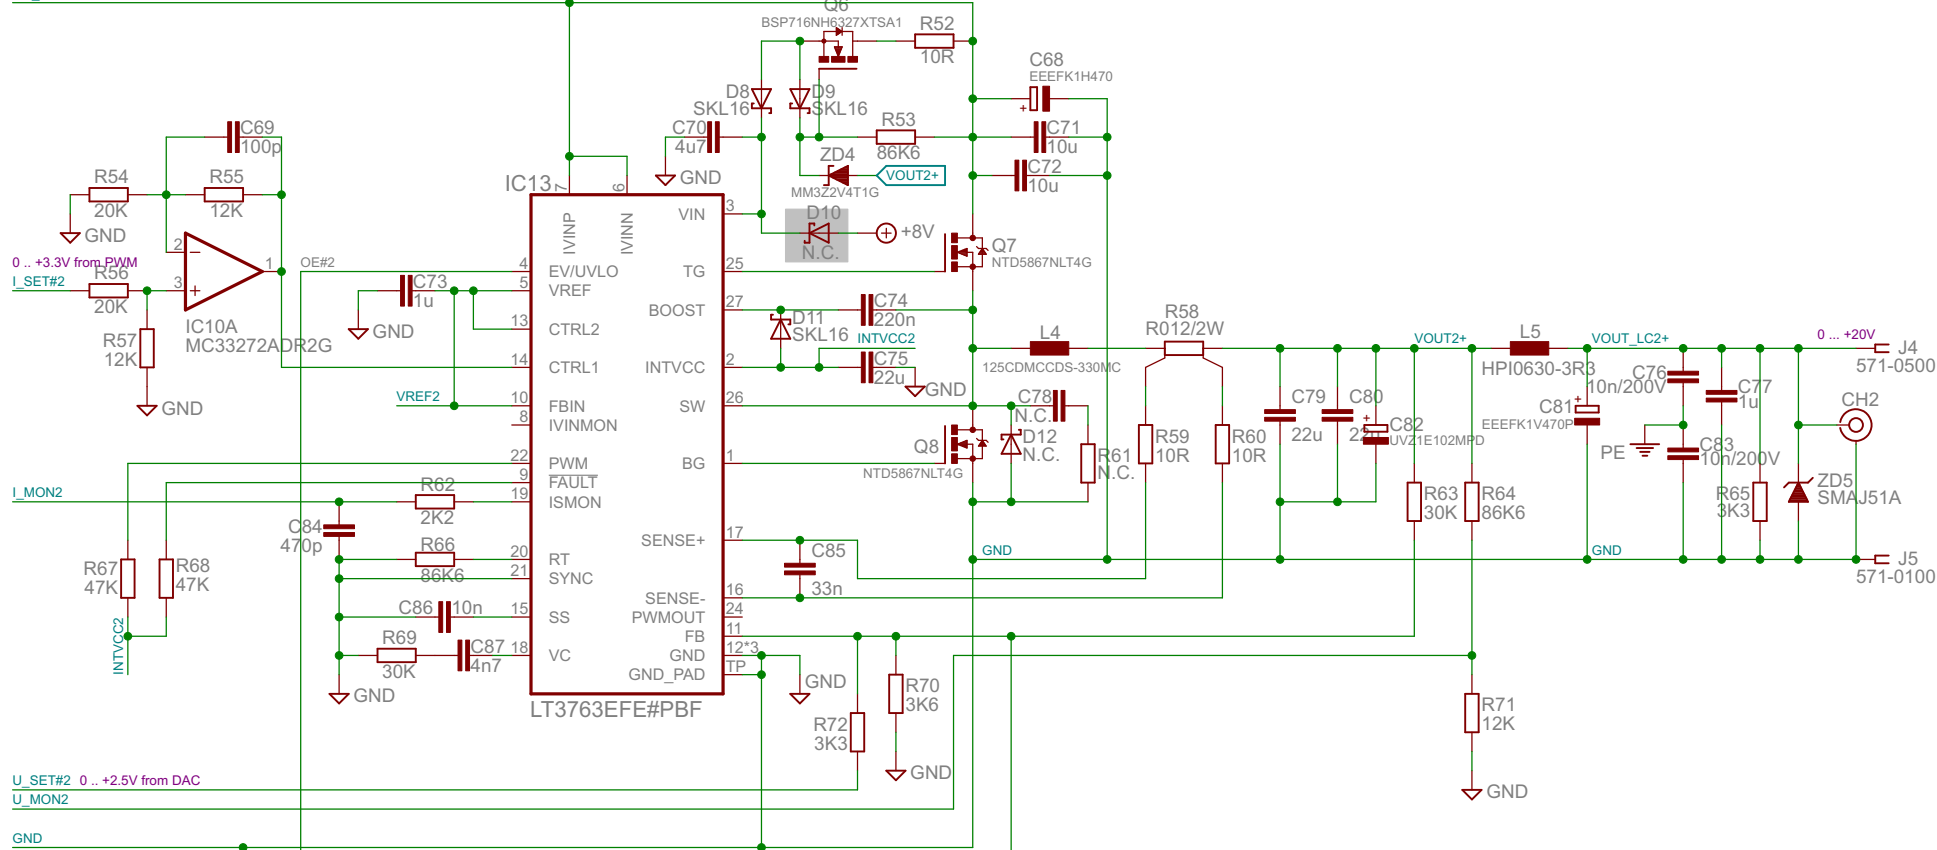 Q6
BSP716NH6327XTSA1
R52
10R
C68
EEEFK1H470
+
D8
SKL16
D9
SKL16
C69
100p
C70
4u7
R53
86K6
C71
10u
ZD4
VOUT2+
MM3Z2V4T1G
C72
10u
GND
R54
20K
R55
12K
GND
IC13
7
6
IVINP
IVINN
VIN
3
D10
N.C.
+8V
Q7
NTD5867NLT4G
0 .. +3.3V from PWM
I_SET#2
R56
20K
2
3
1
IC10A
MC33272ADR2G
OE#2
4
EV/UVLO
TG
25
C73
1u
GND
5
VREF
BOOST
27
C74
220n
D11
SKL16
INTVCC2
13
CTRL2
R57
12K
GND
14
CTRL1
INTVCC
2
C75
22u
GND
L4
125CDMCCDS-330MC
R58
R012/2W
VOUT2+
L5
HPI0630-3R3
VOUT_LC2+
0 ... +20V
J4
571-0500
VREF2
10
FBIN
SW
26
C78
N.C.
D12
N.C.
R61
N.C.
8
IVINMON
Q8
NTD5867NLT4G
22
PWM
BG
1
R59
10R
R60
10R
C79
22u
C80
22u
+
C82
UVZ1E102MPD
C81
+
EEEFK1V470P
C76
10n/200V
C77
1u
CH2
PE
C83
10n/200V
R63
30K
R64
86K6
R65
3K3
ZD5
SMAJ51A
9
FAULT
I_MON2
R62
2K2
19
ISMON
C84
470p
SENSE+
17
C85
33n
GND
GND
J5
571-0100
R66
86K6
20
RT
21
SYNC
R67
47K
R68
47K
INTVCC2
SENSE-
16
C86
10n
15
SS
PWMOUT
24
FB
11
R69
30K
C87
4n7
18
VC
GND
12*3
GND_PAD
TP
GND
GND
LT3763EFE#PBF
R70
3K6
R72
3K3
GND
R71
12K
GND
U_SET#2
0 .. +2.5V from DAC
U_MON2
GND